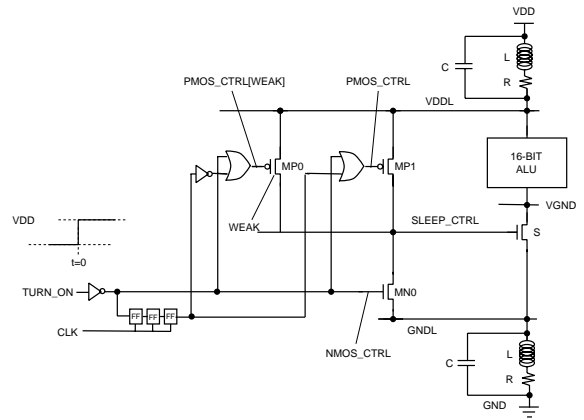 VDD
C
L
R
PMOS_CTRL[WEAK]
PMOS_CTRL
VDDL
MP0
MP1
16-BIT
ALU
WEAK
SLEEP_CTRL
VGND
S
VDD
t=0
TURN_ON
FF FF FF
CLK
MN0
NMOS_CTRL
GNDL
C
L
R
GND